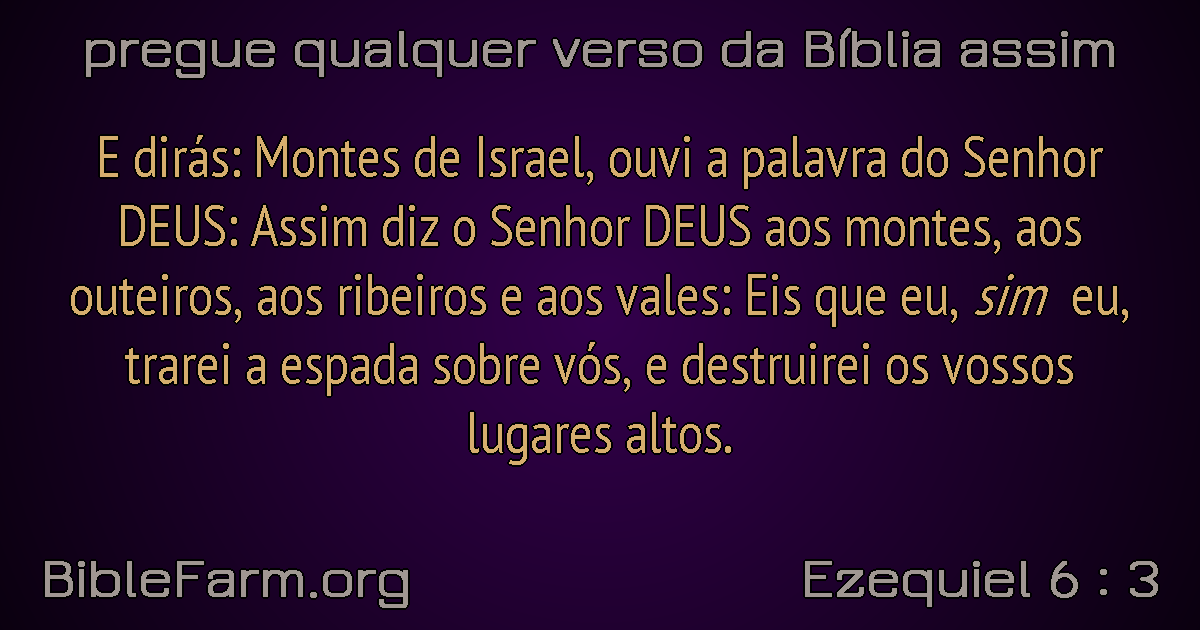 pregue qualquer verso da Bíblia assim
E dirás: Montes de Israel, ouvi a palavra do Senhor
DEUS: Assim diz o Senhor DEUS aos montes, aos
outeiros, aos ribeiros e aos vales: Eis que eu, sim eu,
trarei a espada sobre vós, e destruirei os vossos
lugares altos.
BibleFarm.org
Ezequiel 6 : 3